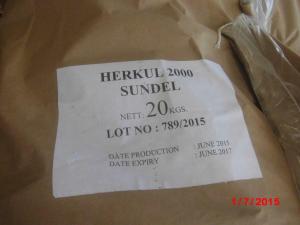 HERKUL 2000
SUNDEL
NETT: 20 KGS.
LOT NO : 789/2015
DATE PRODUCTION : JUNE 2015
DATE EXPIRY : JUNE 2017
1/7/2015